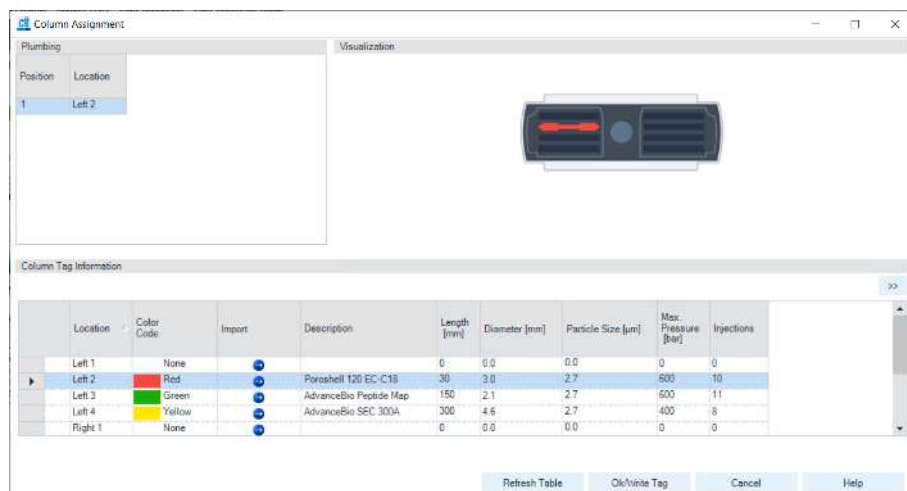 Column Assignment
Plumbing
Visualization
Position Location
1 Left 2
Column Tag Information
>>
Location Color Code Import Description Length [mm] Diameter [mm] Particle Size [µm] Max. Pressure [bar] Injections
Left 1 None 0 0.0 0.0 0 0
Left 2 Red Poroshell 120 EC-C18 30 3.0 2.7 600 10
Left 3 Green AdvanceBio Peptide Map 150 2.1 2.7 600 11
Left 4 Yellow AdvanceBio SEC 300A 300 4.6 2.7 400 8
Right 1 None 0 0.0 0.0 0 0
Refresh Table Ok/Write Tag Cancel Help